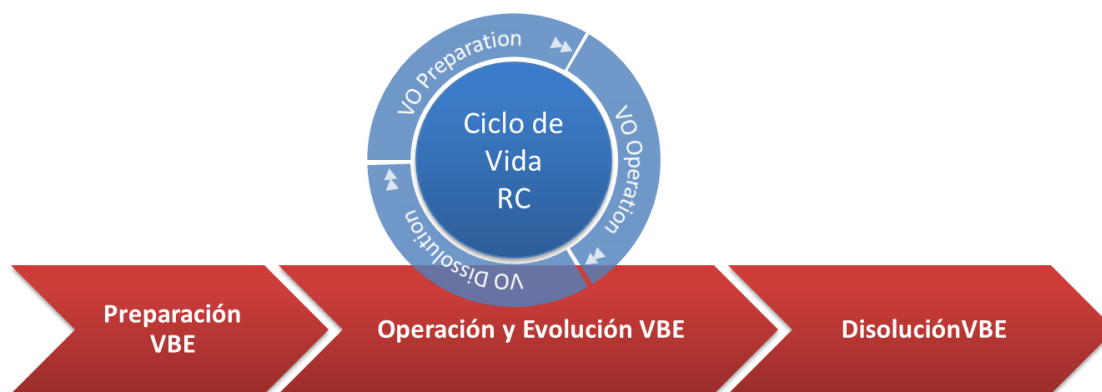 VO Preparation
VO Operation
VO Dissolution
Ciclo de
Vida
RC
Preparación
VBE
Operación y Evolución VBE
DisoluciónVBE